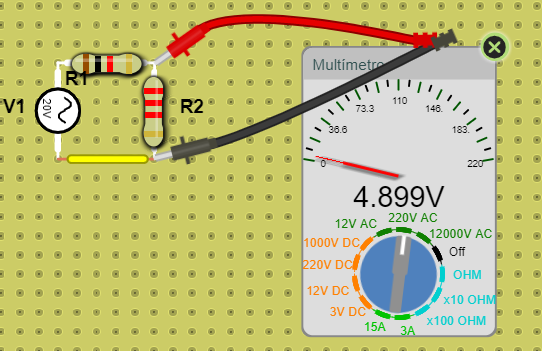 Multímetro
R1
R2
V1
20V
0
36.6
73.3
110
146.
183.
220
4.899V
12V AC
220V AC
12000V AC
1000V DC
Off
220V DC
OHM
12V DC
x10 OHM
3V DC
x100 OHM
15A
3A